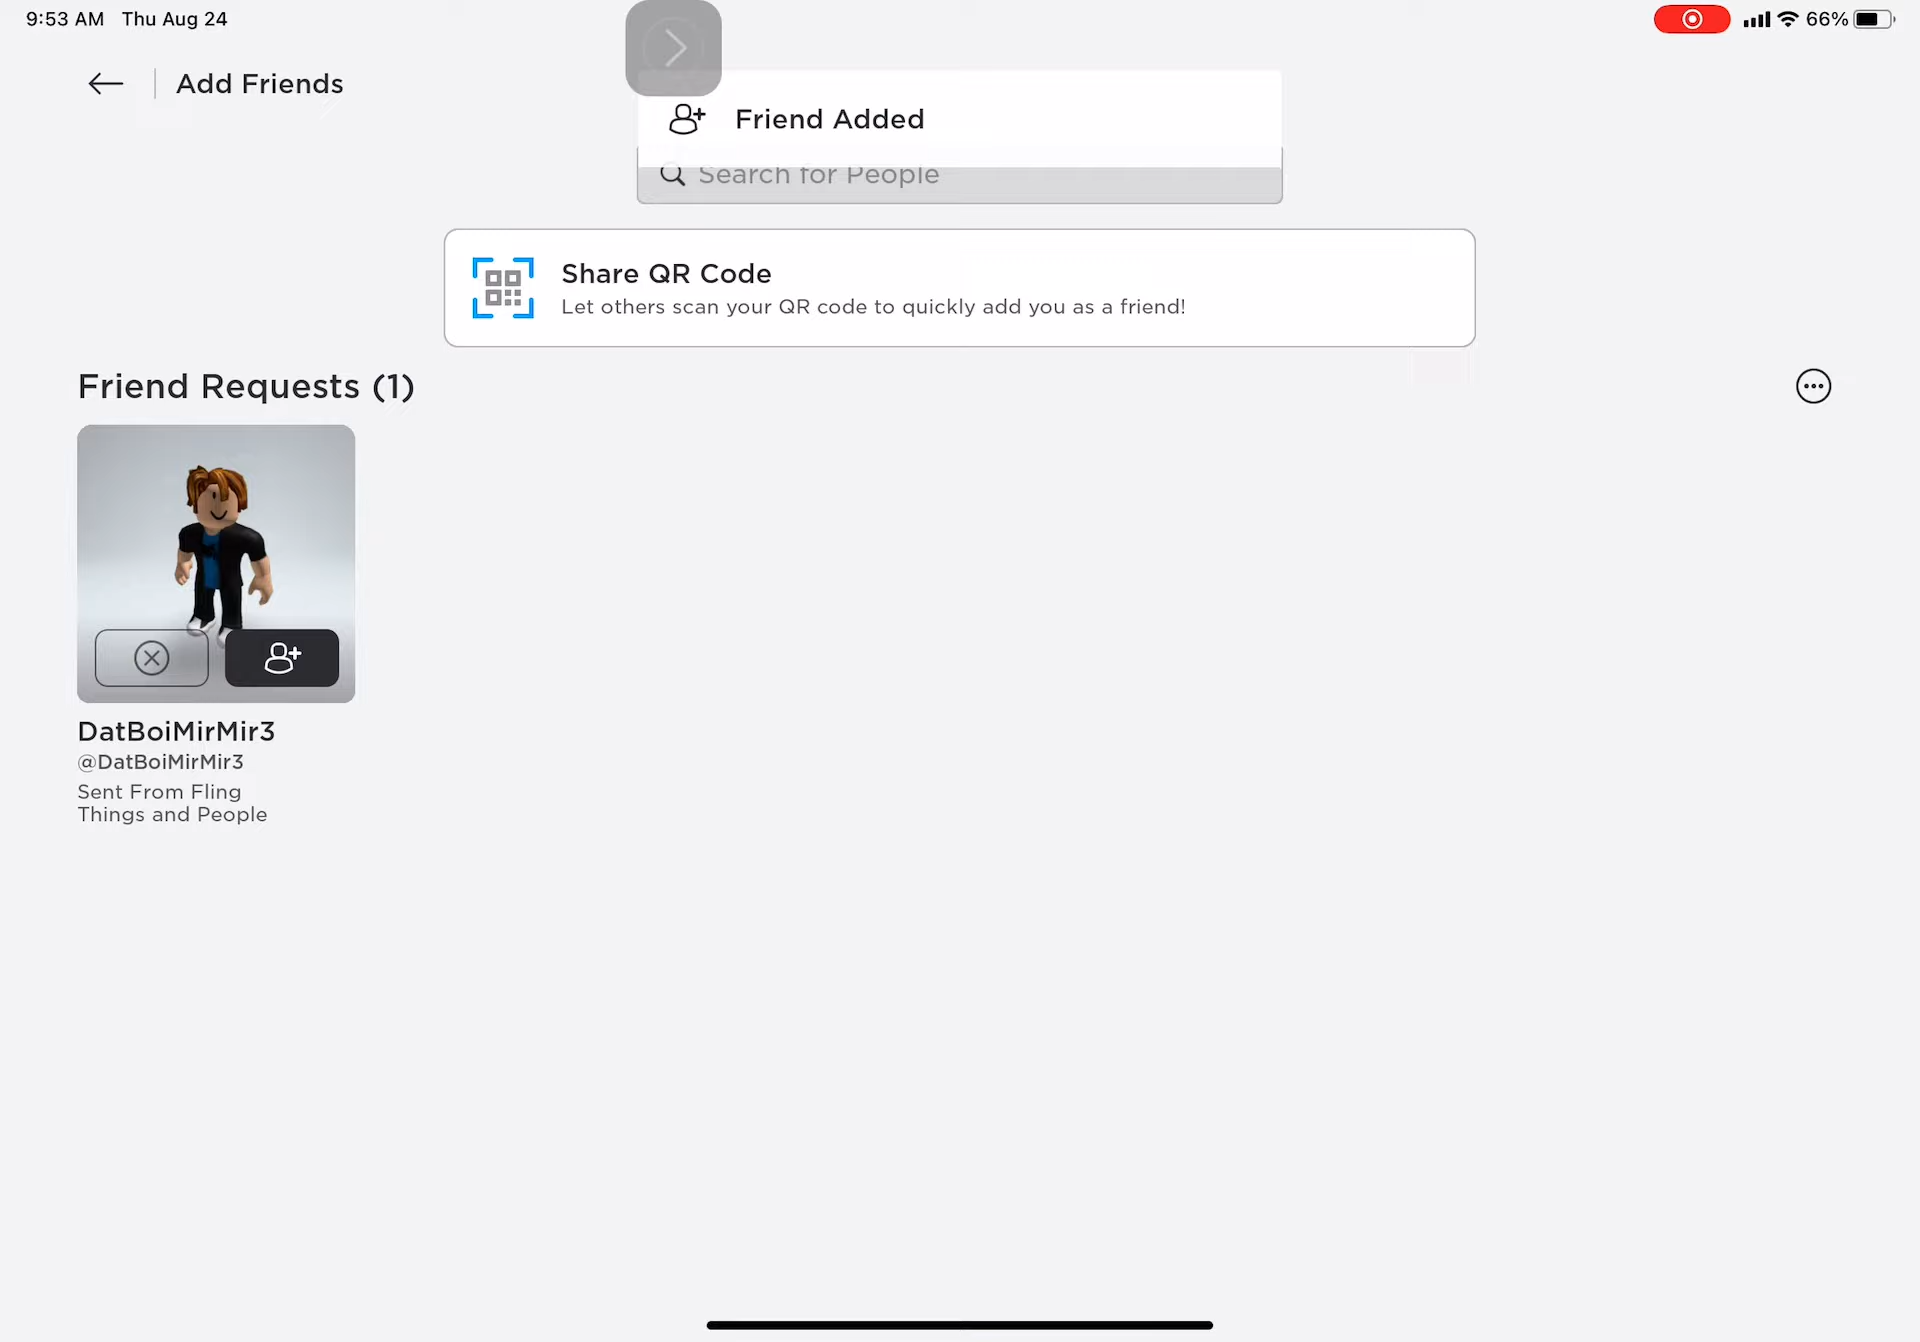 9:53 AM Thu Aug 24
66%
Add Friends
Friend Added
Search for People
Share QR Code
Let others scan your QR code to quickly add you as a friend!
Friend Requests (1)
DatBoiMirMir3
@DatBoiMirMir3
Sent From Fling
Things and People